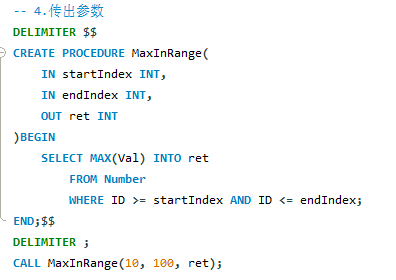 -- 4.传出参数
DELIMITER $$
CREATE PROCEDURE MaxInRange(
    IN startIndex INT,
    IN endIndex INT,
    OUT ret INT
)BEGIN
    SELECT MAX(Val) INTO ret
        FROM Number
        WHERE ID >= startIndex AND ID <= endIndex;
END;$$
DELIMITER ;
CALL MaxInRange(10, 100, ret);